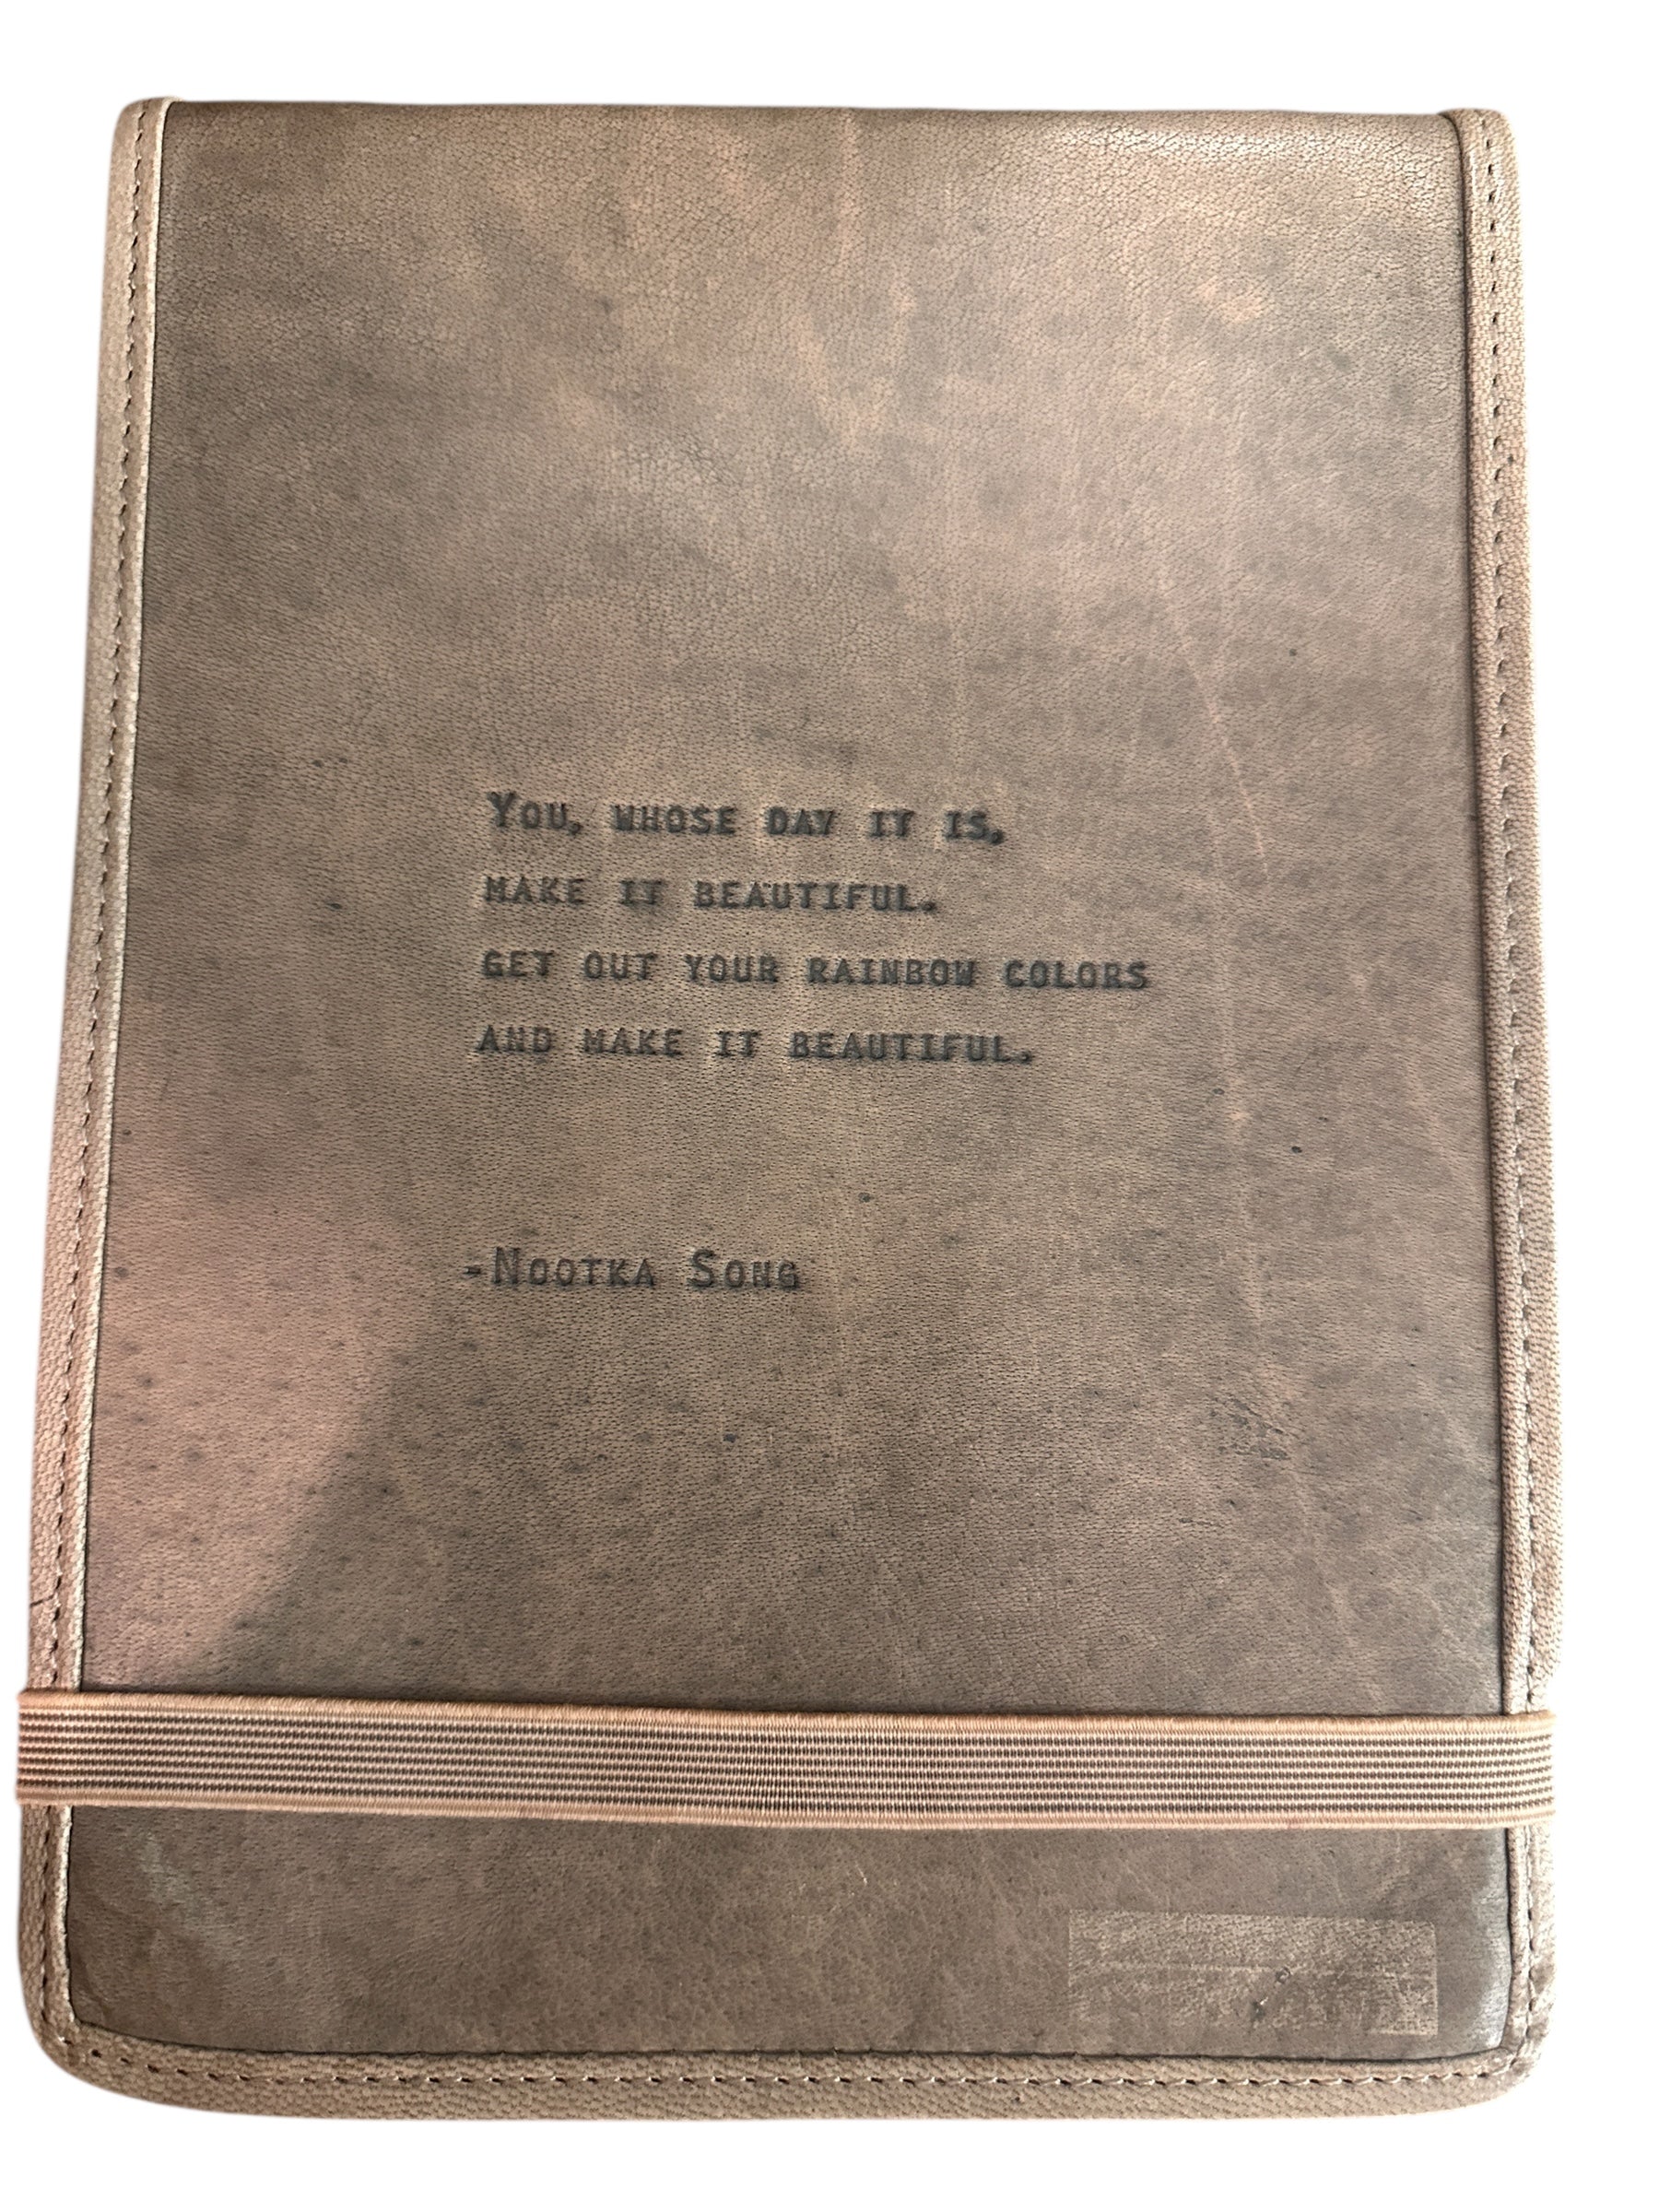 You, whose day it is,
make it beautiful.
Get out your rainbow colors
and make it beautiful.
-Nootka Song